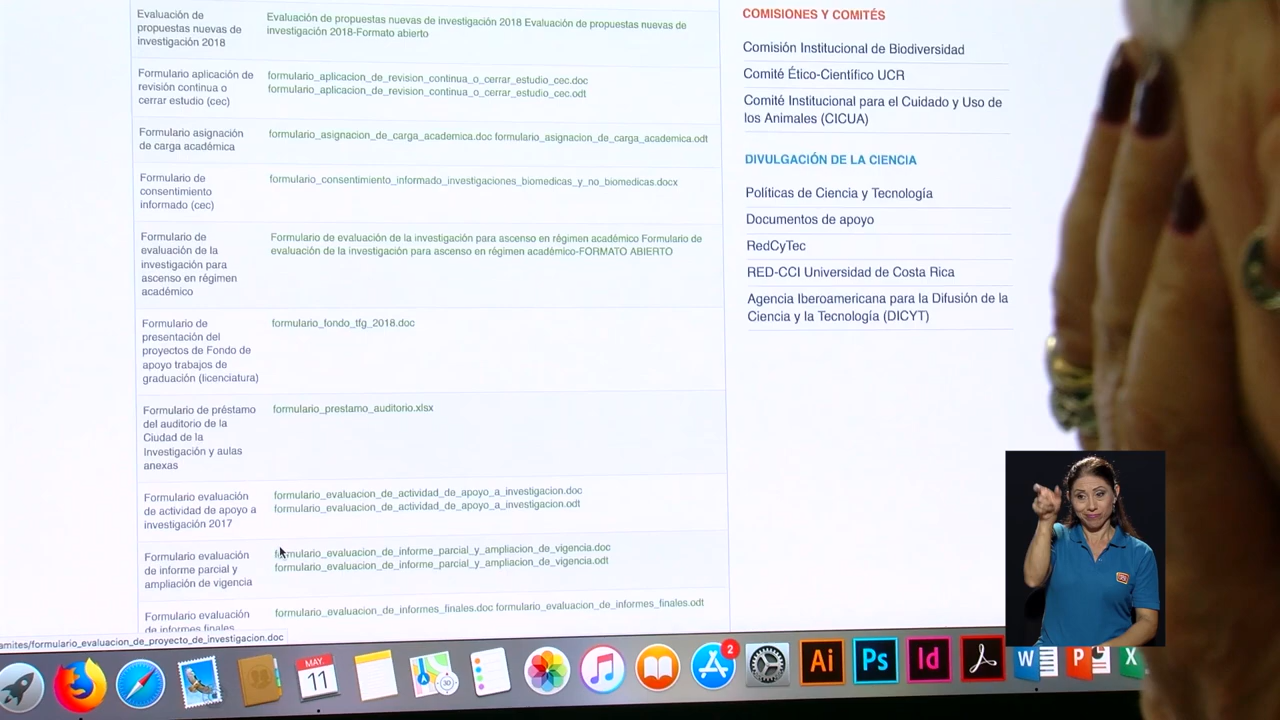 Evaluación de
propuestas nuevas de
investigación 2018
Evaluación de propuestas nuevas de investigación 2018 Evaluación de propuestas nuevas de
investigación 2018-Formato abierto
Formulario aplicación de
revisión continua o
cerrar estudio (cec)
formulario_aplicacion_de_revision_continua_o_cerrar_estudio_cec.doc
formulario_aplicacion_de_revision_continua_o_cerrar_estudio_cec.odt
Formulario asignación
de carga académica
formulario_asignacion_de_carga_academica.doc formulario_asignacion_de_carga_academica.odt
Formulario de
consentimiento
informado (cec)
formulario_consentimiento_informado_investigaciones_biomedicas_y_no_biomedicas.docx
Formulario de
evaluación de la
investigación para
ascenso en règimen
acadèmico
Formulario de evaluación de la investigación para ascenso en régimen académico Formulario de
evaluación de la investigación para ascenso en régimen académico-FORMATO ABIERTO
Formulario de
presentación del
proyectos de Fondo de
apoyo trabajos de
graduación (licenciatura)
formulario_fondo_tfg_2018.doc
Formulario de préstamo
del auditorio de la
Ciudad de la
Investigación y aulas
anexas
formulario_prestamo_auditorio.xlsx
Formulario evaluación
de actividad de apoyo a
investigación 2017
formulario_evaluacion_de_actividad_de_apoyo_a_investigacion.doc
formulario_evaluacion_de_actividad_de_apoyo_a_investigacion.odt
Formulario evaluación
de informe parcial y
ampliación de vigencia
formulario_evaluacion_de_informe_parcial_y_ampliacion_de_vigencia.doc
formulario_evaluacion_de_informe_parcial_y_ampliacion_de_vigencia.odt
Formulario evaluación
de informes finales
formulario_evaluacion_de_informes_finales.doc formulario_evaluacion_de_informes_finales.odt
amites/formulario_evaluacion_de_proyecto_de_investigacion.doc
COMISIONES Y COMITÉS
Comisión Institucional de Biodiversidad
Comité Ético-Científico UCR
Comité Institucional para el Cuidado y Uso de
los Animales (CICUA)
DIVULGACIÓN DE LA CIENCIA
Políticas de Ciencia y Tecnología
Documentos de apoyo
RedCyTec
RED-CCI Universidad de Costa Rica
Agencia Iberoamericana para la Difusión de la
Ciencia y la Tecnología (DICYT)
MAY.
11
2
Ai
Ps
Id
W
P
X